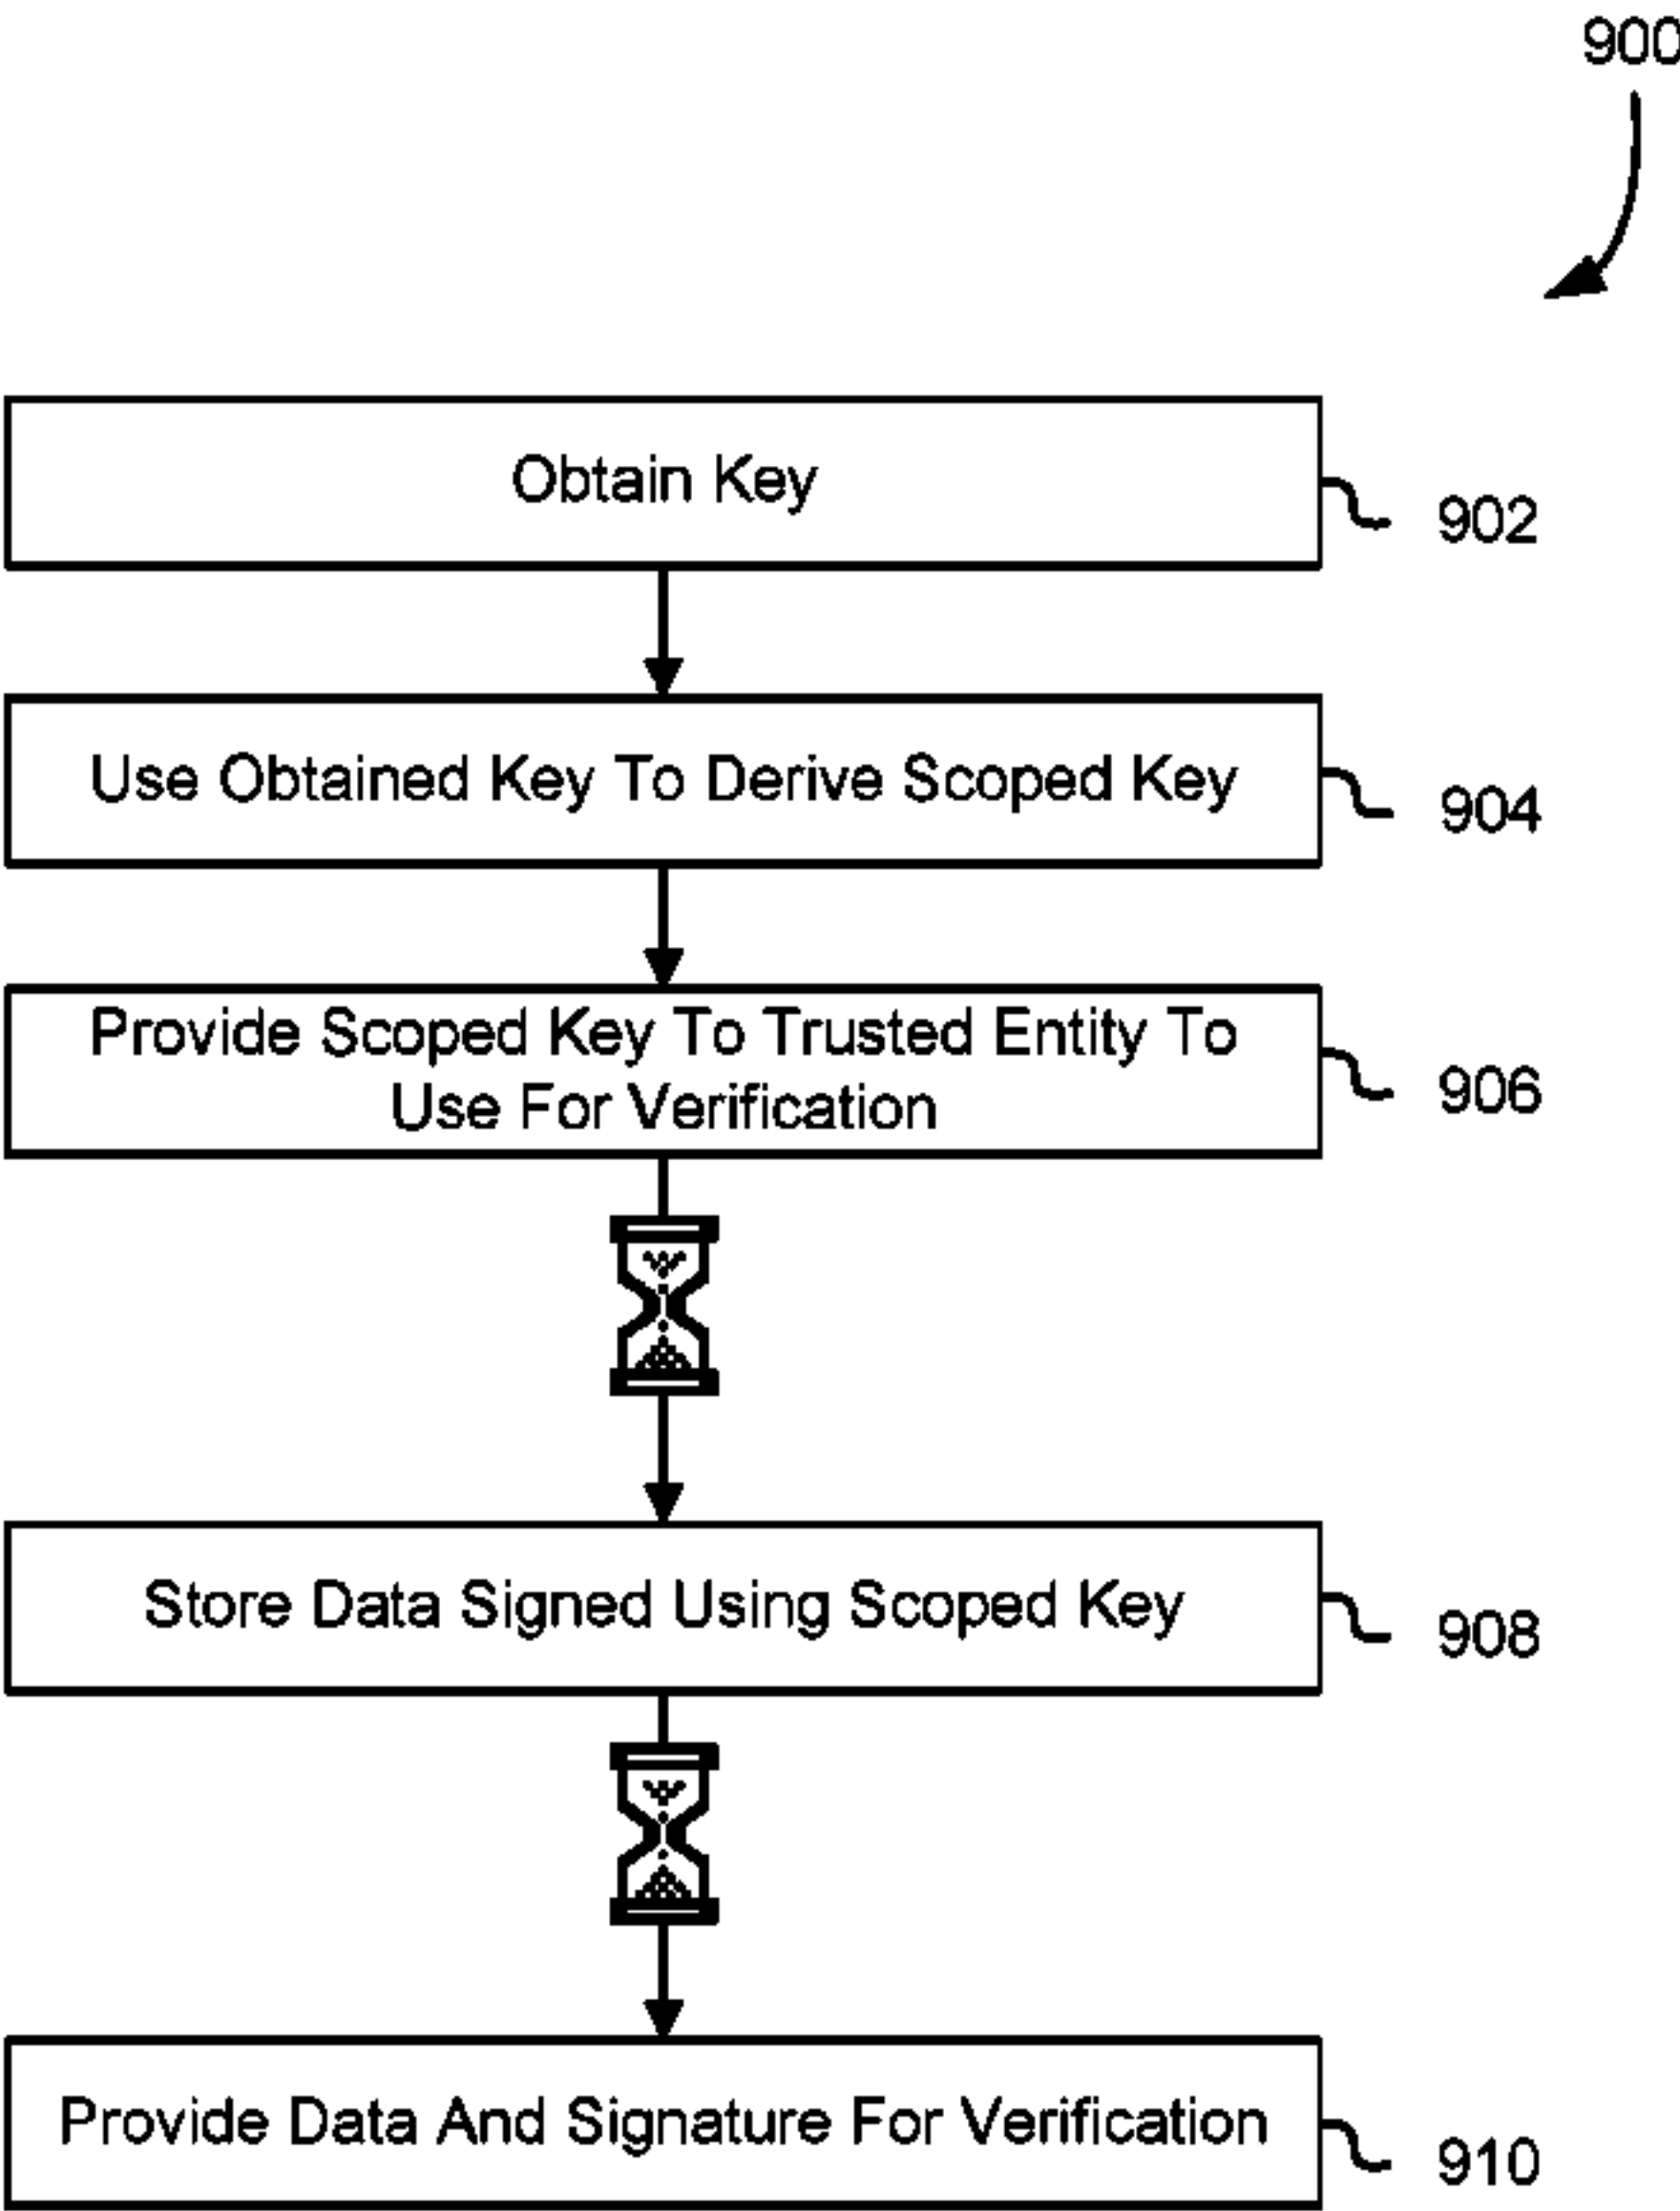 900
Obtain Key
902
Use Obtained Key To Derive Scoped Key
904
Provide Scoped Key To Trusted Entity To
Use For Verification
906
Store Data Signed Using Scoped Key
908
Provide Data And Signature For Verification
910